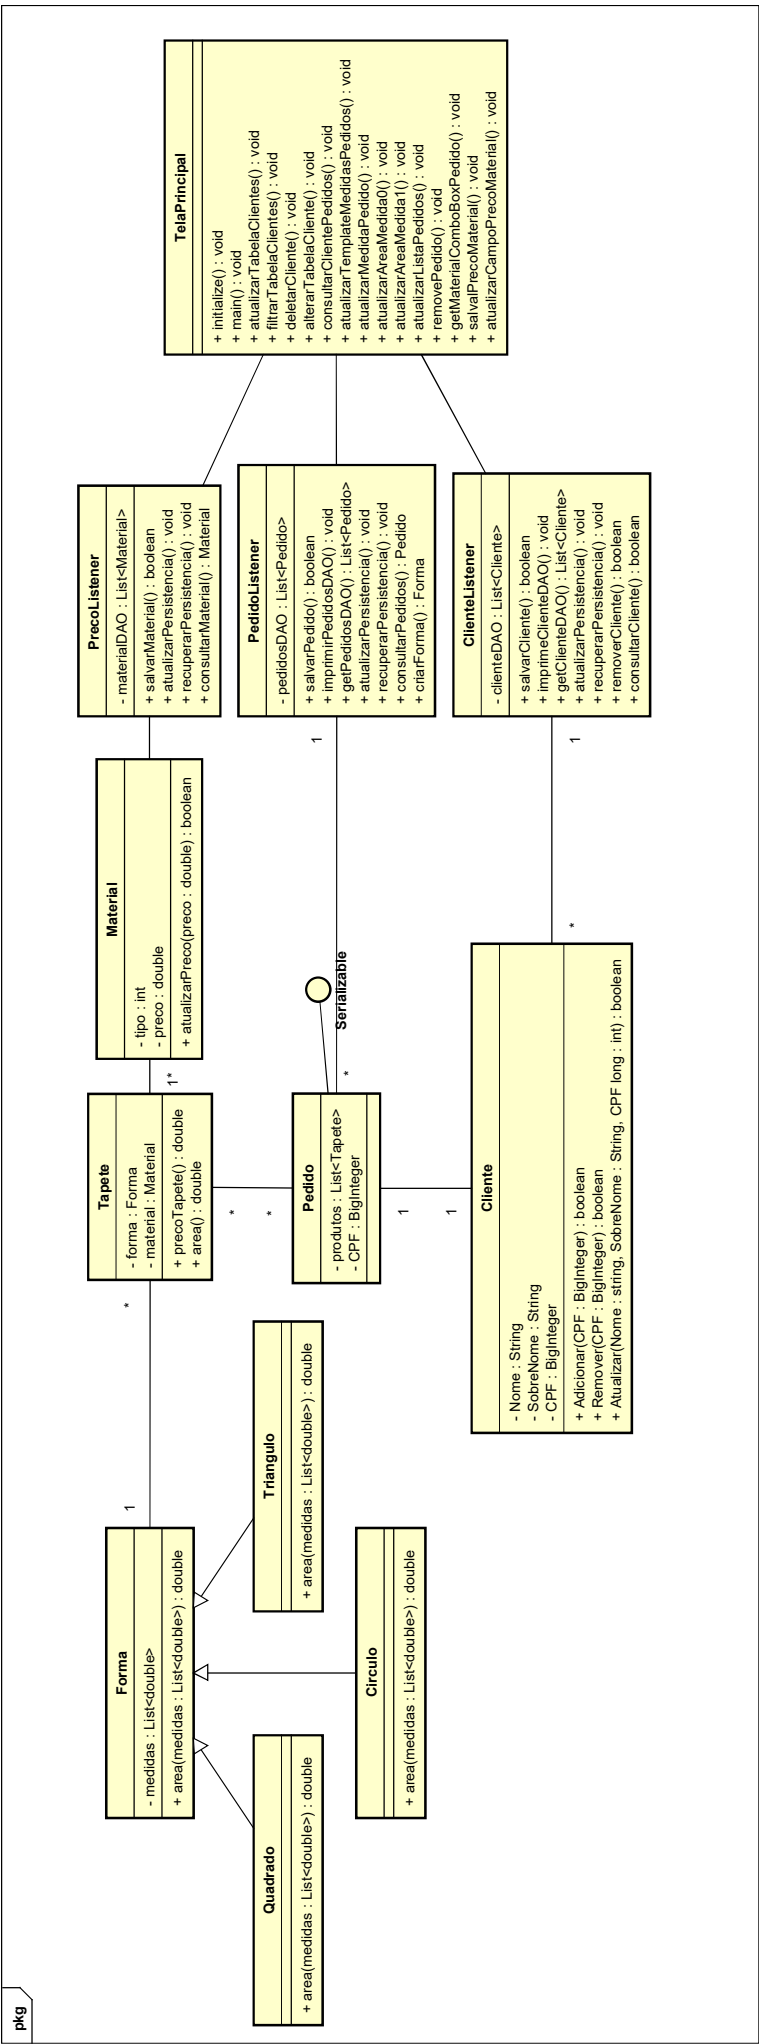 pkg
Forma
- medidas : List<double>
+ area(medidas : List<double>) : double
Quadrado
+ area(medidas : List<double>) : double
Circulo
+ area(medidas : List<double>) : double
Triangulo
+ area(medidas : List<double>) : double
1
*
Tapete
- forma : Forma
- material : Material
+ precoTapete() : double
+ area() : double
1*
*
*
Material
- tipo : int
- preco : double
+ atualizarPreco(preco : double) : boolean
Pedido
- produtos : List<Tapete>
- CPF : BigInteger
Serializable
*
1
1
1
Cliente
- Nome : String
- SobreNome : String
- CPF : BigInteger
+ Adicionar(CPF : BigInteger) : boolean
+ Remover(CPF : BigInteger) : boolean
+ Atualizar(Nome : string, SobreNome : String, CPF long : int) : boolean
*
1
PrecoListener
- materialDAO : List<Material>
+ salvarMaterial() : boolean
+ atualizarPersistencia() : void
+ recuperarPersistencia() : void
+ consultarMaterial() : Material
PedidoListener
- pedidosDAO : List<Pedido>
+ salvarPedido() : boolean
+ imprimirPedidosDAO() : void
+ getPedidosDAO() : List<Pedido>
+ atualizarPersistencia() : void
+ recuperarPersistencia() : void
+ consultarPedidos() : Pedido
+ criarForma() : Forma
ClienteListener
- clienteDAO : List<Cliente>
+ salvarCliente() : boolean
+ imprimeClienteDAO() : void
+ getClienteDAO() : List<Cliente>
+ atualizarPersistencia() : void
+ recuperarPersistencia() : void
+ removerCliente() : boolean
+ consultarCliente() : boolean
TelaPrincipal
+ initialize() : void
+ main() : void
+ atualizarTabelaClientes() : void
+ filtrarTabelaClientes() : void
+ deletarCliente() : void
+ alterarTabelaCliente() : void
+ consultarClientePedidos() : void
+ atualizarTemplateMedidasPedidos() : void
+ atualizarMedidaPedido() : void
+ atualizarAreaMedida0() : void
+ atualizarAreaMedida1() : void
+ atualizarListaPedidos() : void
+ removePedido() : void
+ getMaterialComboBoxPedido() : void
+ salvalPrecoMaterial() : void
+ atualizarCampoPrecoMaterial() : void